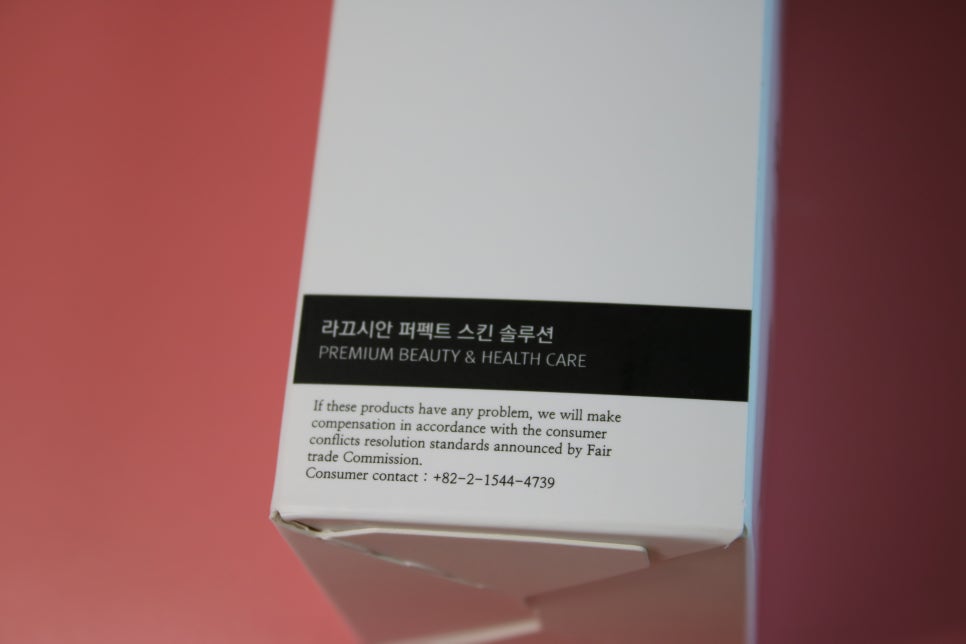 라끄시안 퍼펙트 스킨 솔루션
PREMIUM BEAUTY & HEALTH CARE
If these products have any problem, we will make
compensation in accordance with the consumer
conflicts resolution standards announced by Fair
trade Commission.
Consumer contact : +82-2-1544-4739